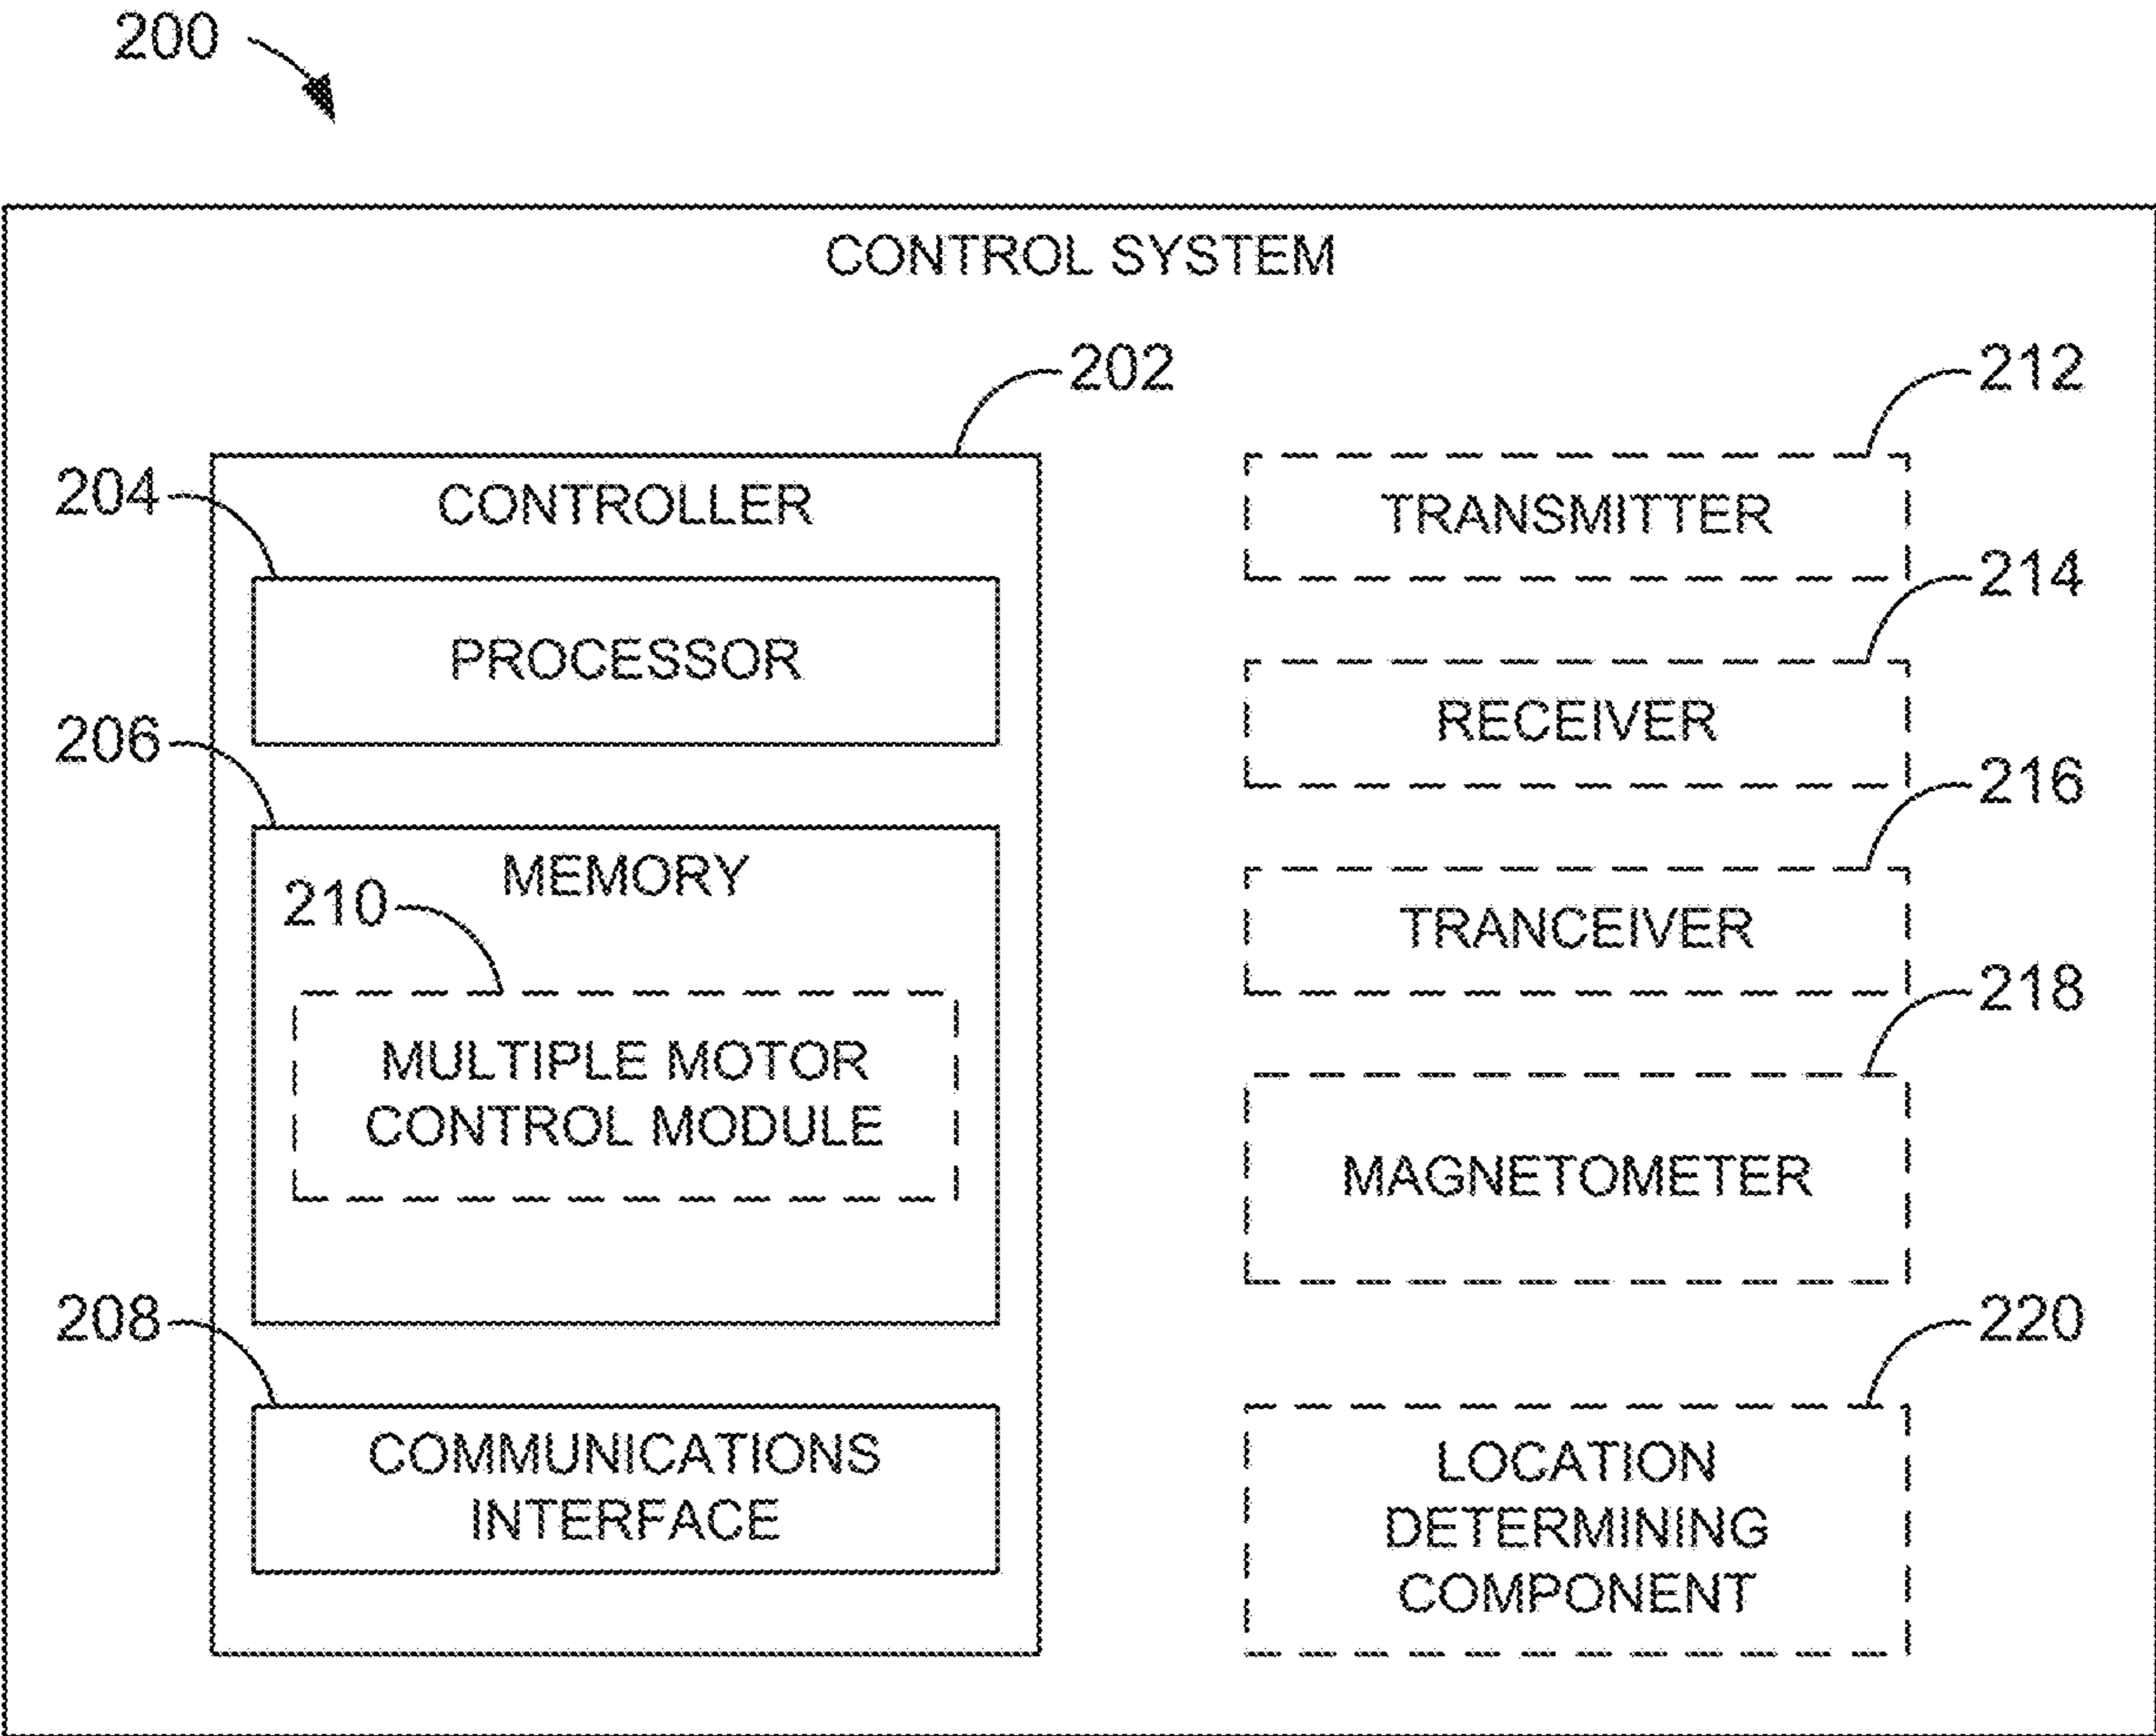 200
CONTROL SYSTEM
202
212
204
CONTROLLER
TRANSMITTER
214
PROCESSOR
RECEIVER
206
216
MEMORY
210
TRANCEIVER
218
MULTIPLE MOTOR
CONTROL MODULE
MAGNETOMETER
208
220
COMMUNICATIONS
INTERFACE
LOCATION
DETERMINING
COMPONENT